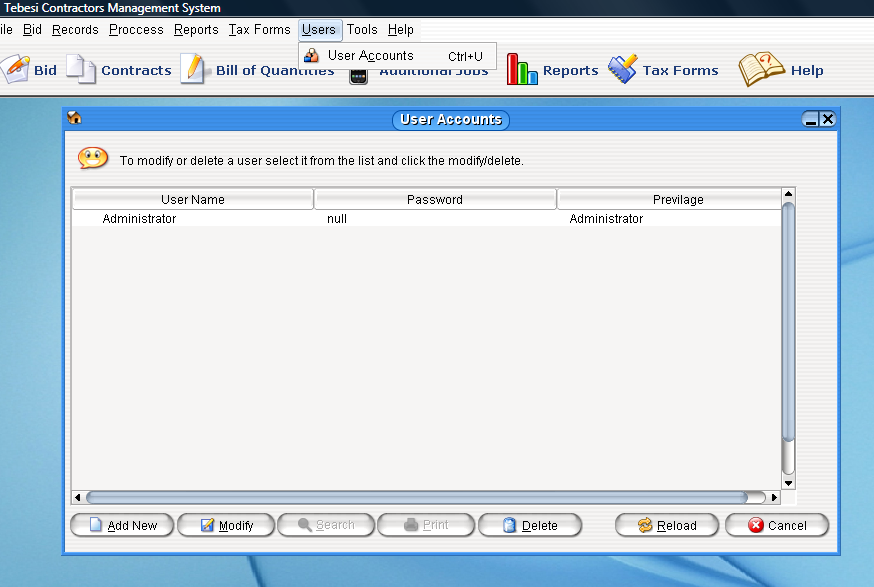 Tebesi Contractors Management System
ile Bid Records Proccess Reports Tax Forms Users Tools Help
User Accounts Ctrl+U
Bid Contracts Bill of Quantities Additional Jobs Reports Tax Forms Help
User Accounts
To modify or delete a user select it from the list and click the modify/delete.
User Name Password Previlage
Administrator null Administrator
Add New Modify Search Print Delete Reload Cancel